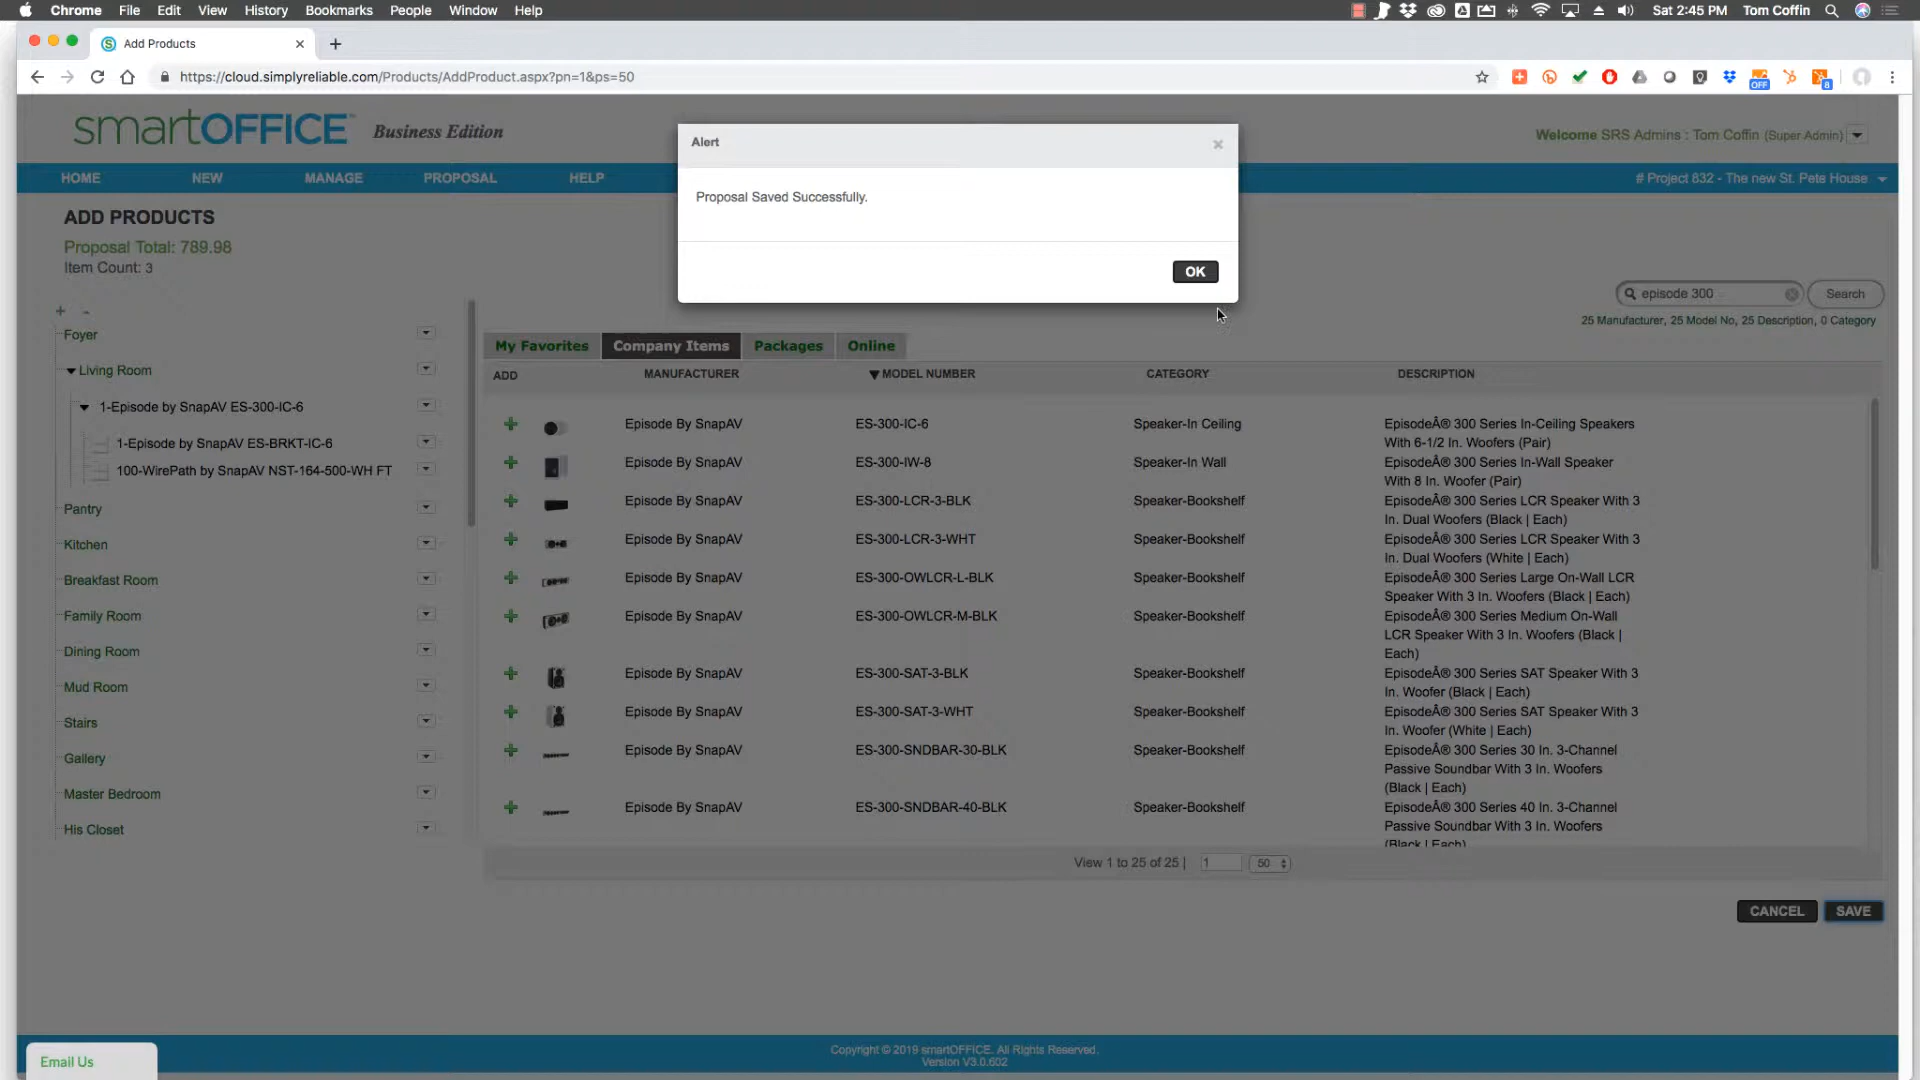 Chrome File Edit View History Bookmarks People Window Help Sat 2:45 PM Tom Coffin
Add Products
https://cloud.simplyreliable.com/Products/AddProduct.aspx?pn=1&ps=50
OFF 8
smartOFFICE Business Edition
Welcome SRS Admins : Tom Coffin (Super Admin)
HOME NEW MANAGE PROPOSAL HELP # Project 832 - The new St. Pete House
Alert
Proposal Saved Successfully.
OK
ADD PRODUCTS
Proposal Total: 789.98
Item Count: 3
episode 300 Search
25 Manufacturer, 25 Model No, 25 Description, 0 Category
+ -
Foyer
Living Room
1-Episode by SnapAV ES-300-IC-6
1-Episode by SnapAV ES-BRKT-IC-6
100-WirePath by SnapAV NST-164-500-WH FT
Pantry
Kitchen
Breakfast Room
Family Room
Dining Room
Mud Room
Stairs
Gallery
Master Bedroom
His Closet
My Favorites Company Items Packages Online
ADD MANUFACTURER MODEL NUMBER CATEGORY DESCRIPTION
Episode By SnapAV ES-300-IC-6 Speaker-In Ceiling EpisodeÂ® 300 Series In-Ceiling Speakers
With 6-1/2 In. Woofers (Pair)
Episode By SnapAV ES-300-IW-8 Speaker-In Wall EpisodeÂ® 300 Series In-Wall Speaker
With 8 In. Woofer (Pair)
Episode By SnapAV ES-300-LCR-3-BLK Speaker-Bookshelf EpisodeÂ® 300 Series LCR Speaker With 3
In. Dual Woofers (Black | Each)
Episode By SnapAV ES-300-LCR-3-WHT Speaker-Bookshelf EpisodeÂ® 300 Series LCR Speaker With 3
In. Dual Woofers (White | Each)
Episode By SnapAV ES-300-OWLCR-L-BLK Speaker-Bookshelf EpisodeÂ® 300 Series Large On-Wall LCR
Speaker With 3 In. Woofers (Black | Each)
Episode By SnapAV ES-300-OWLCR-M-BLK Speaker-Bookshelf EpisodeÂ® 300 Series Medium On-Wall
LCR Speaker With 3 In. Woofers (Black |
Each)
Episode By SnapAV ES-300-SAT-3-BLK Speaker-Bookshelf EpisodeÂ® 300 Series SAT Speaker With 3
In. Woofer (Black | Each)
Episode By SnapAV ES-300-SAT-3-WHT Speaker-Bookshelf EpisodeÂ® 300 Series SAT Speaker With 3
In. Woofer (White | Each)
Episode By SnapAV ES-300-SNDBAR-30-BLK Speaker-Bookshelf EpisodeÂ® 300 Series 30 In. 3-Channel
Passive Soundbar With 3 In. Woofers
(Black | Each)
Episode By SnapAV ES-300-SNDBAR-40-BLK Speaker-Bookshelf EpisodeÂ® 300 Series 40 In. 3-Channel
Passive Soundbar With 3 In. Woofers
(Black | Each)
View 1 to 25 of 25 | 1 50
CANCEL SAVE
Copyright © 2019 smartOFFICE. All Rights Reserved.
Version V3.0.602
Email Us